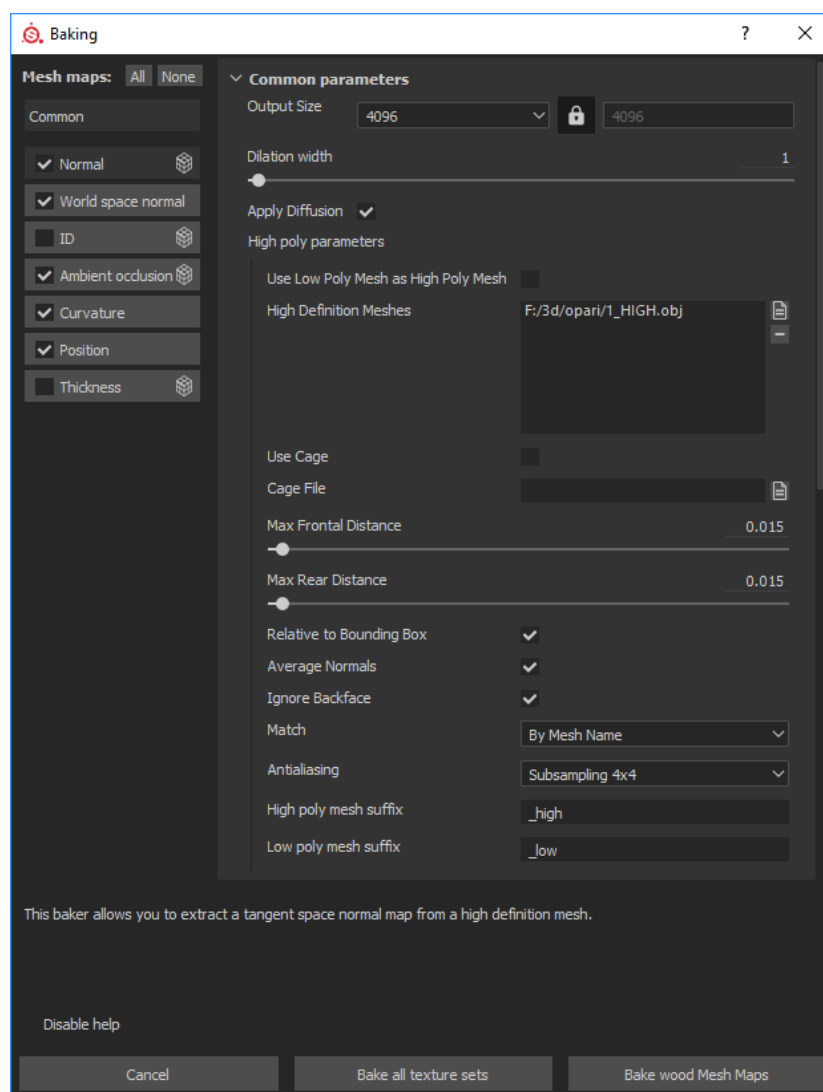 Baking
?
Mesh maps: All None
Common
Normal
World space normal
ID
Ambient occlusion
Curvature
Position
Thickness
Common parameters
Output Size 4096 4096
Dilation width 1
Apply Diffusion
High poly parameters
Use Low Poly Mesh as High Poly Mesh
High Definition Meshes F:/3d/opari/1_HIGH.obj
Use Cage
Cage File
Max Frontal Distance 0.015
Max Rear Distance 0.015
Relative to Bounding Box
Average Normals
Ignore Backface
Match By Mesh Name
Antialiasing Subsampling 4x4
High poly mesh suffix _high
Low poly mesh suffix _low
This baker allows you to extract a tangent space normal map from a high definition mesh.
Disable help
Cancel Bake all texture sets Bake wood Mesh Maps